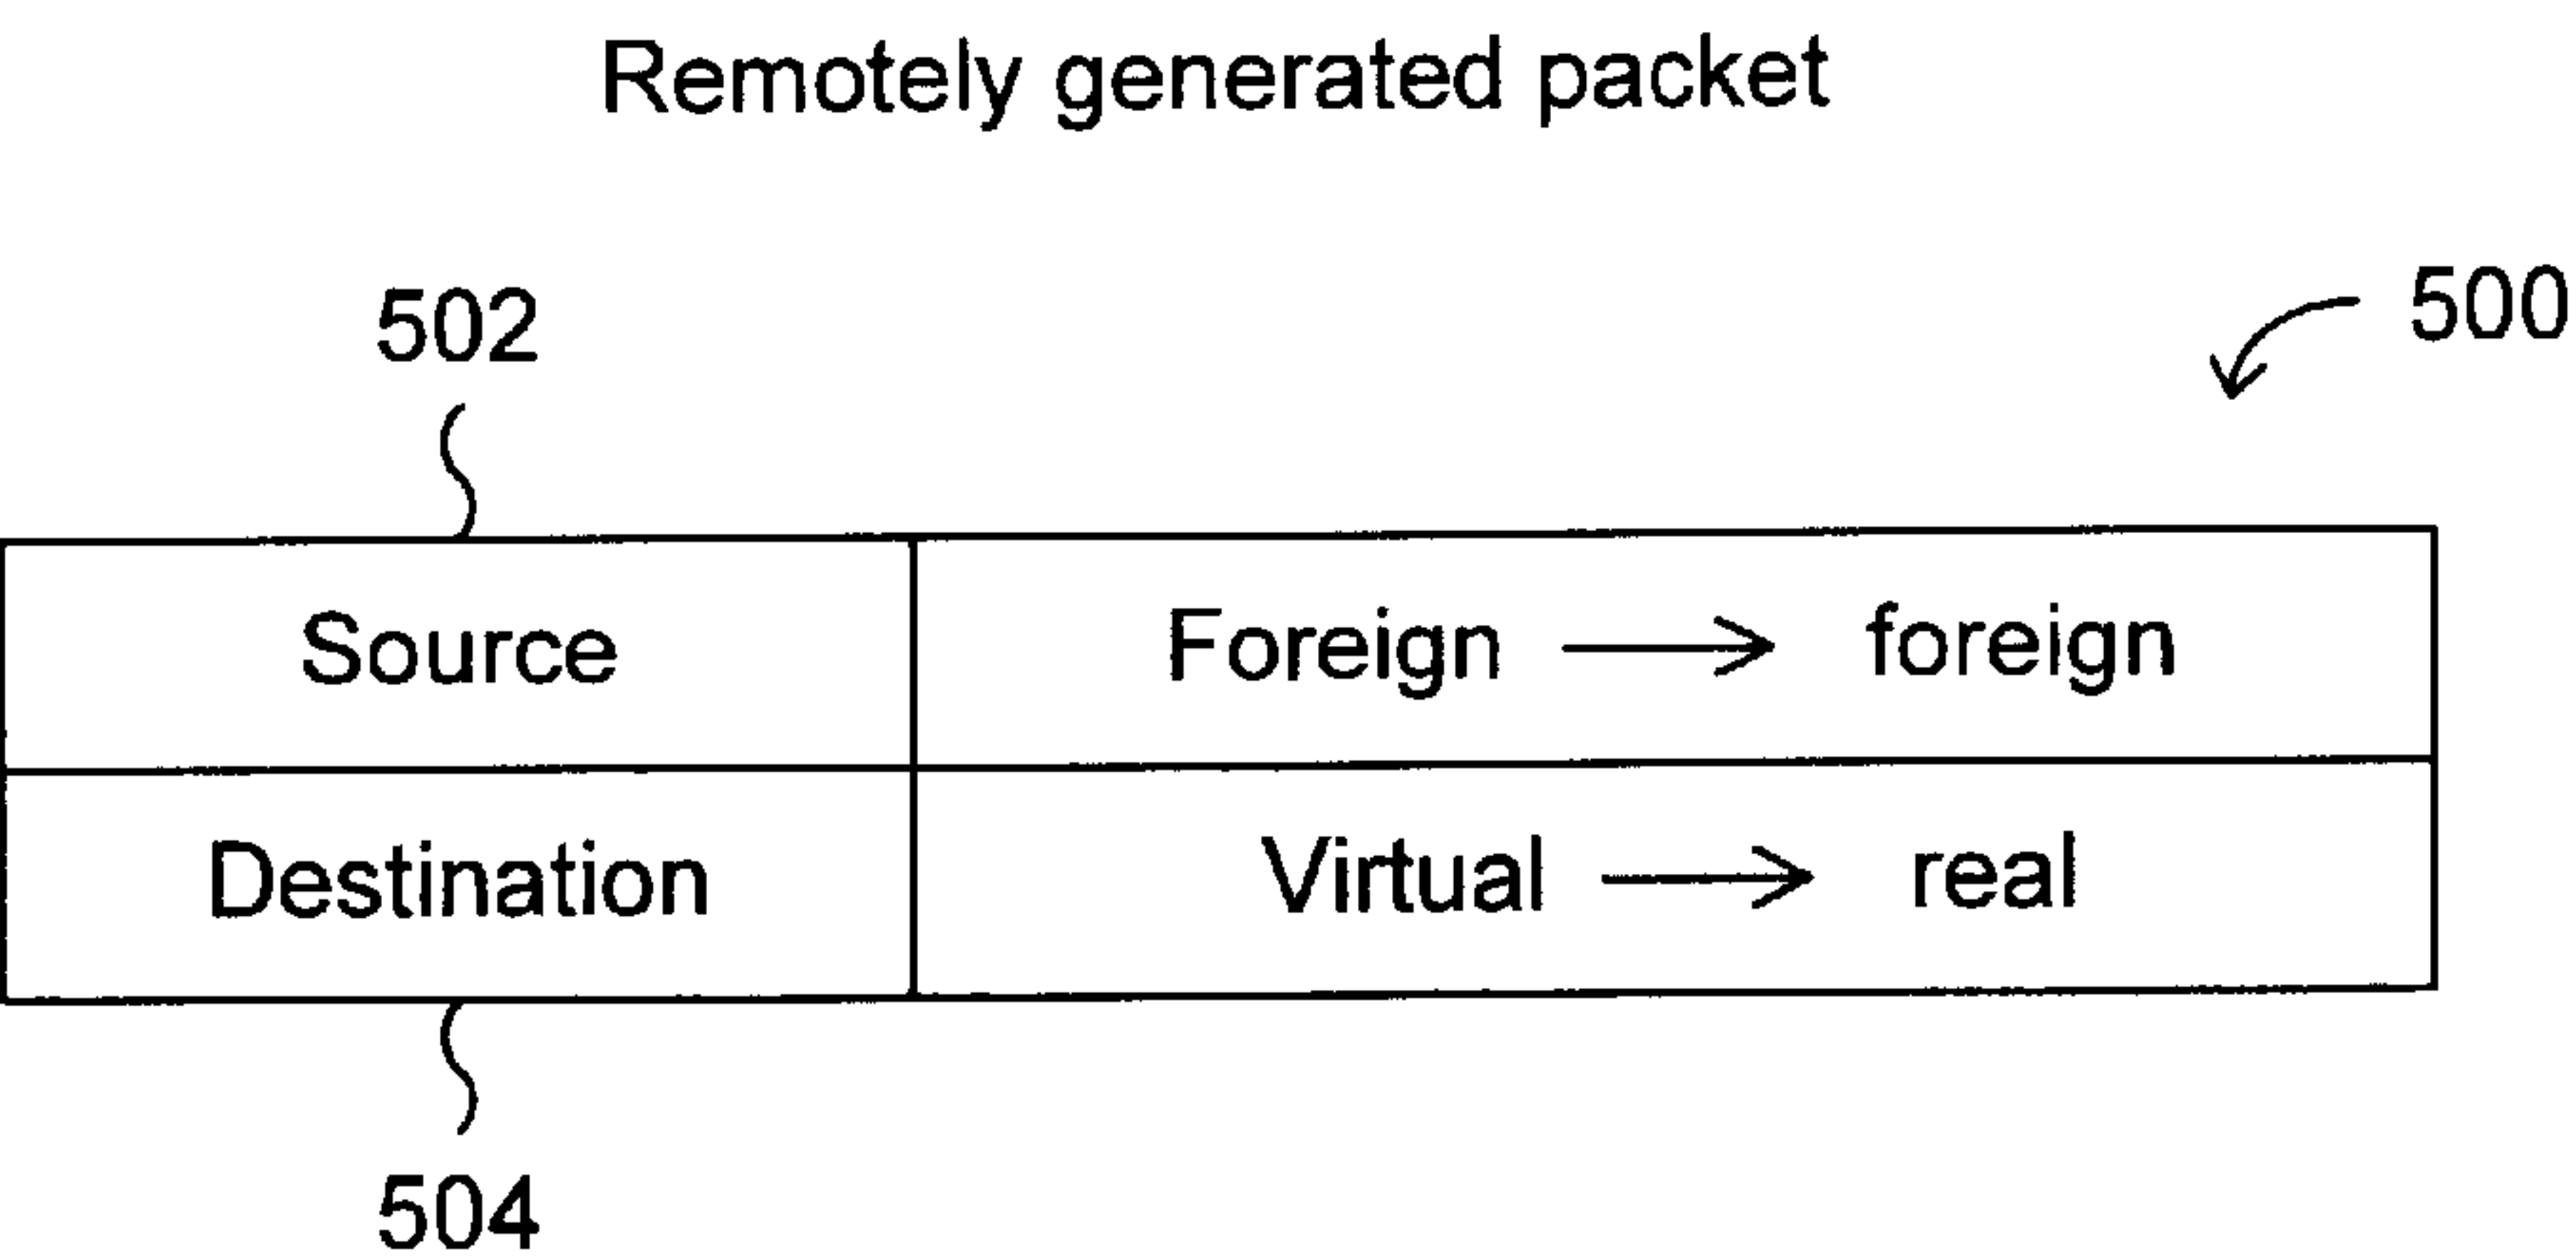 Remotely generated packet
502
500
Source Foreign → foreign
Destination Virtual → real
504